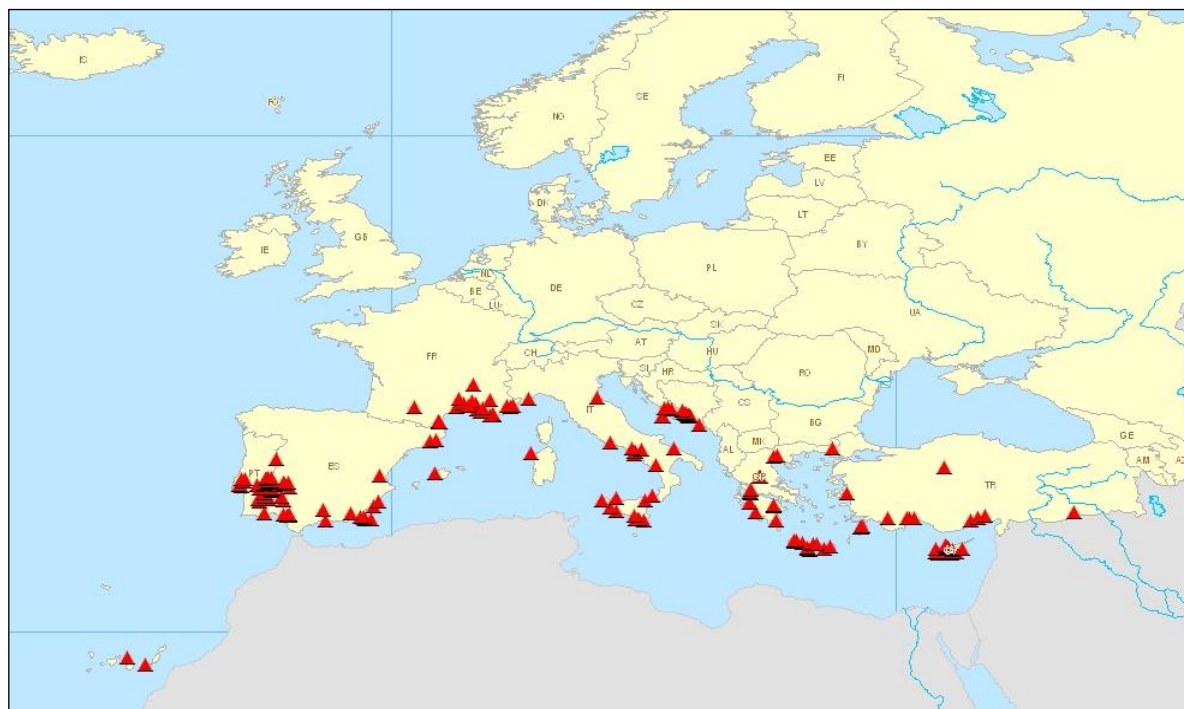 IS
FI
FO
SE
NO
EE
LV
DK
LT
GB
IE
BY
NL
PL
DE
BE
LU
CZ
UA
SK
AT
MD
FR
CH
HU
SI
RO
HR
IT
CS
BG
GE
MK
AL
AM
AZ
PT
ES
GR
TR